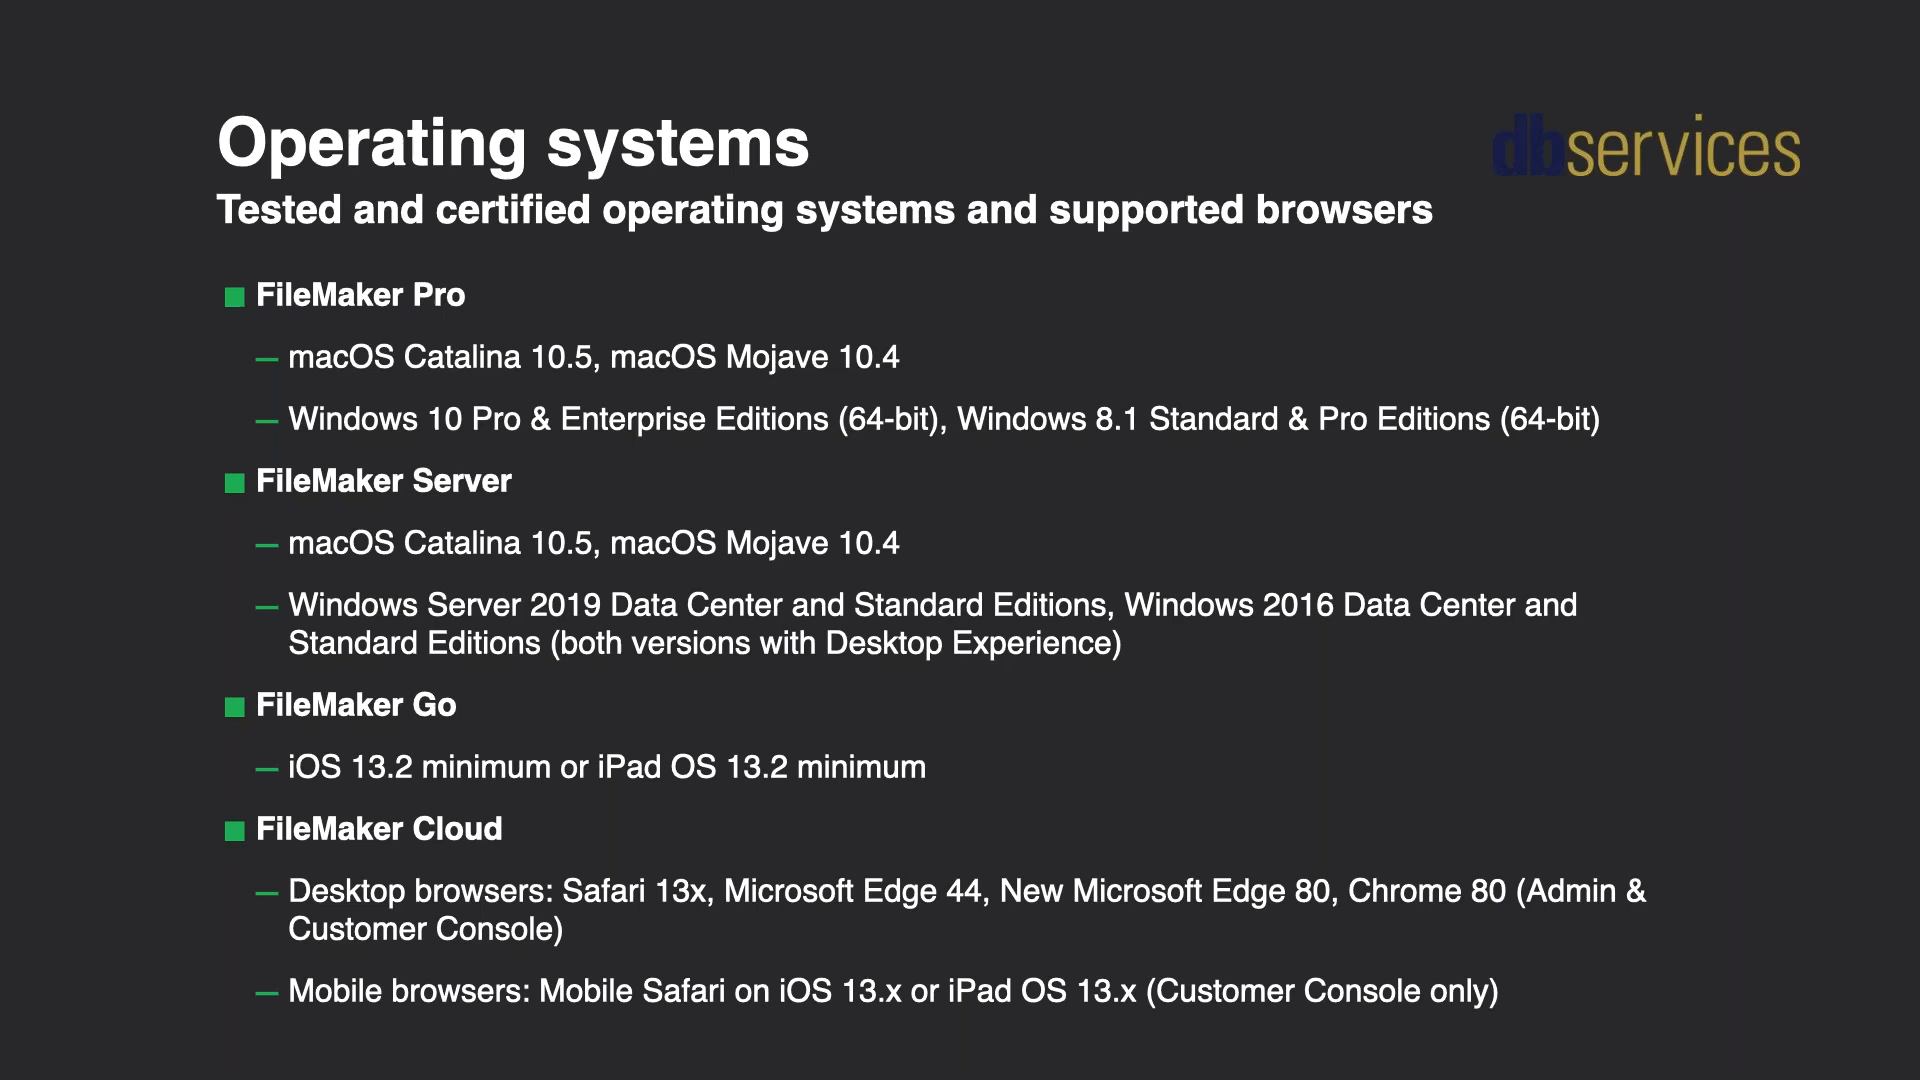 Operating systems
dbservices
Tested and certified operating systems and supported browsers
FileMaker Pro
— macOS Catalina 10.5, macOS Mojave 10.4
— Windows 10 Pro & Enterprise Editions (64-bit), Windows 8.1 Standard & Pro Editions (64-bit)
FileMaker Server
— macOS Catalina 10.5, macOS Mojave 10.4
— Windows Server 2019 Data Center and Standard Editions, Windows 2016 Data Center and
Standard Editions (both versions with Desktop Experience)
FileMaker Go
— iOS 13.2 minimum or iPad OS 13.2 minimum
FileMaker Cloud
— Desktop browsers: Safari 13x, Microsoft Edge 44, New Microsoft Edge 80, Chrome 80 (Admin &
Customer Console)
— Mobile browsers: Mobile Safari on iOS 13.x or iPad OS 13.x (Customer Console only)